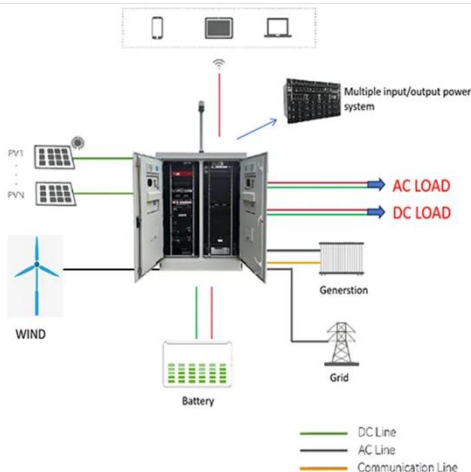 Multiple input/output power
system
PV1
PVN
AC LOAD
DC LOAD
WIND
Generstion
Grid
Battery
DC Line
AC Line
Communication Line